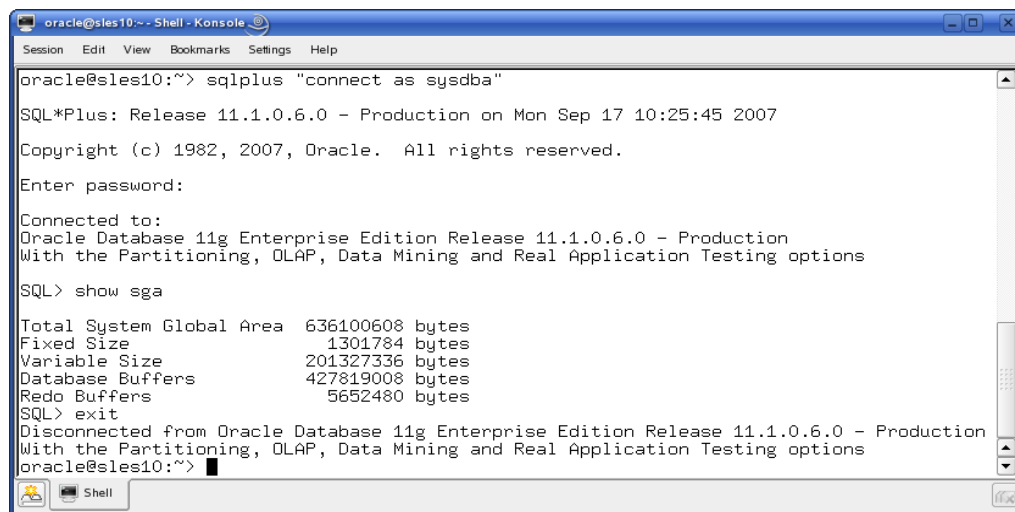 oracle@sles10:~ - Shell - Konsole
Session Edit View Bookmarks Settings Help
oracle@sles10:~> sqlplus "connect as sysdba"
SQL*Plus: Release 11.1.0.6.0 - Production on Mon Sep 17 10:25:45 2007
Copyright (c) 1982, 2007, Oracle.  All rights reserved.
Enter password:
Connected to:
Oracle Database 11g Enterprise Edition Release 11.1.0.6.0 - Production
With the Partitioning, OLAP, Data Mining and Real Application Testing options
SQL> show sga
Total System Global Area  636100608 bytes
Fixed Size                  1301784 bytes
Variable Size             201327336 bytes
Database Buffers          427819008 bytes
Redo Buffers                5652480 bytes
SQL> exit
Disconnected from Oracle Database 11g Enterprise Edition Release 11.1.0.6.0 - Production
With the Partitioning, OLAP, Data Mining and Real Application Testing options
oracle@sles10:~>
Shell